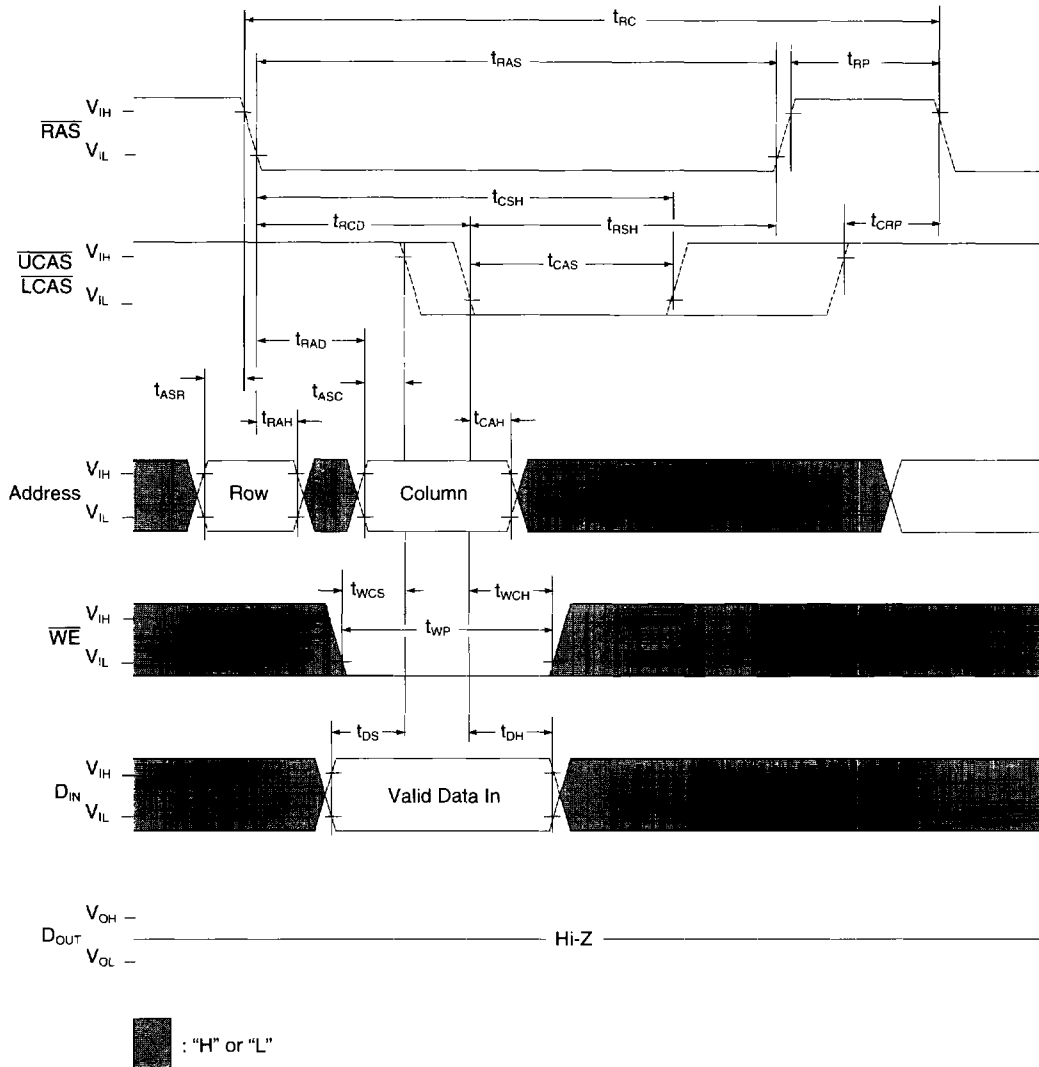 tRC
tRAS
tRP
RAS
VIH
VIL
tCSH
tRCD
tRSH
tCRP
UCAS
LCAS
VIH
VIL
tCAS
tRAD
tASR
tASC
tRAH
tCAH
Address
VIH
VIL
Row
Column
tWCS
tWCH
WE
VIH
VIL
tWP
tDS
tDH
DIN
VIH
VIL
Valid Data In
DOUT
VOH
VOL
Hi-Z
: “H” or “L”